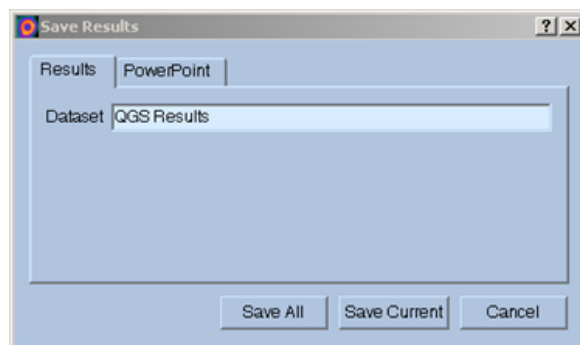 Save Results
Results PowerPoint
Dataset QGS Results
Save All Save Current Cancel